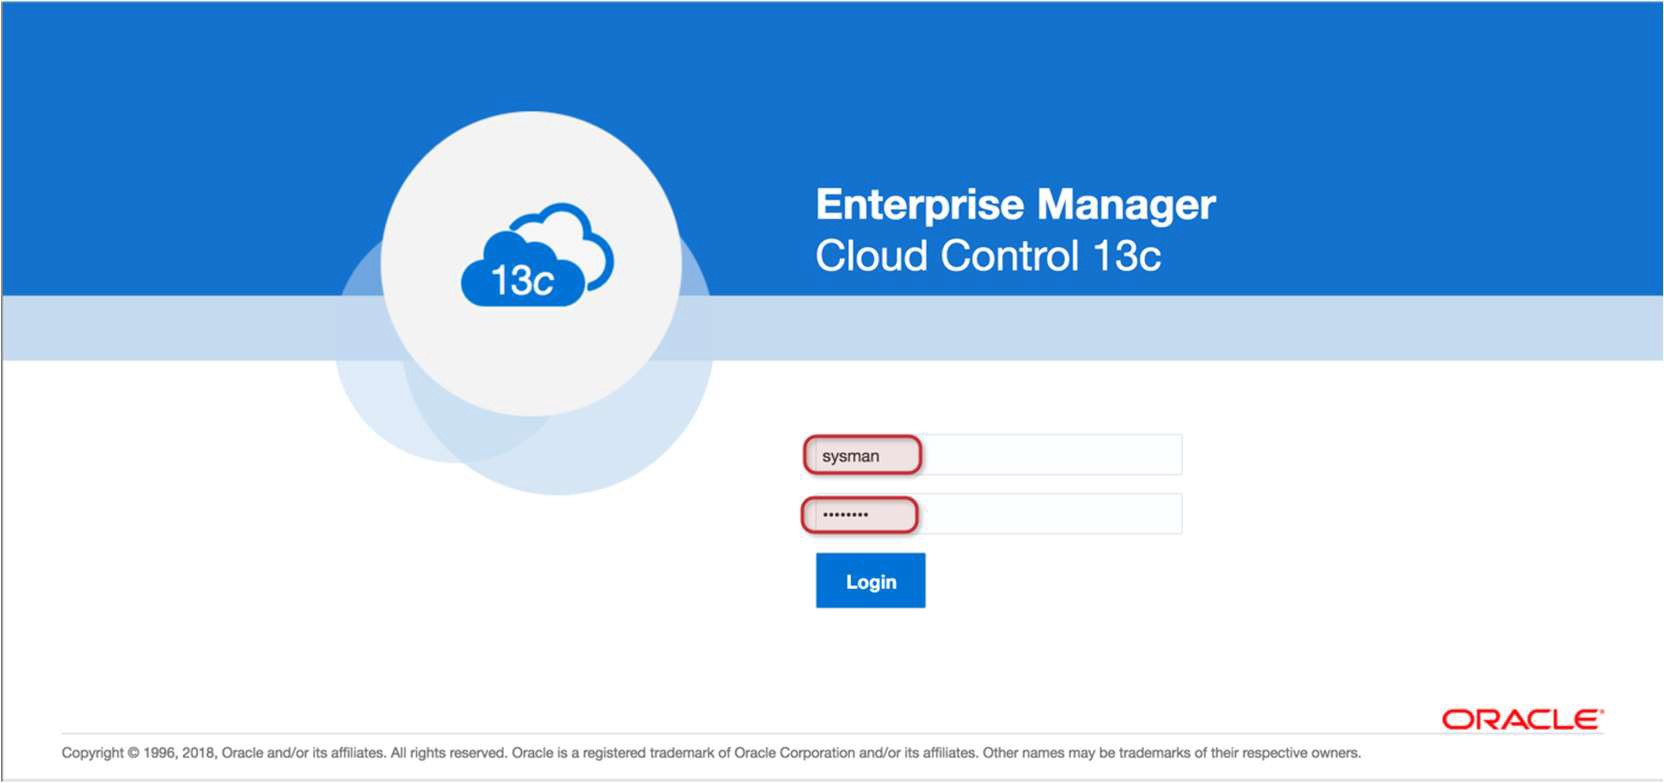 Enterprise Manager
Cloud Control 13c
13c
sysman
••••••••
Login
ORACLE®
Copyright © 1996, 2018, Oracle and/or its affiliates. All rights reserved. Oracle is a registered trademark of Oracle Corporation and/or its affiliates. Other names may be trademarks of their respective owners.